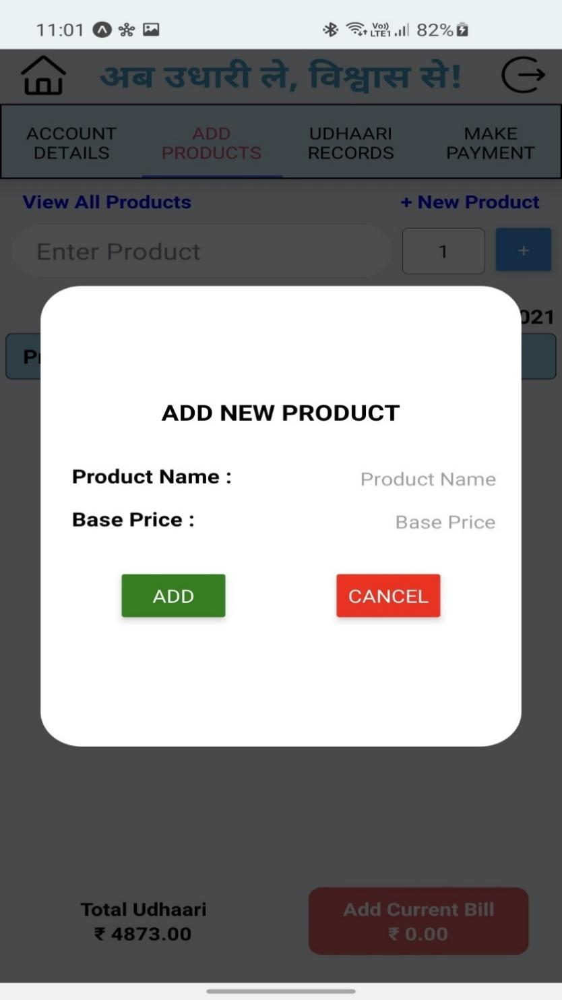 11:01 Vo)) LTE1 82%
अब उधारी ले, विश्वास से!
ACCOUNT DETAILS
ADD PRODUCTS
UDHAARI RECORDS
MAKE PAYMENT
View All Products + New Product
Enter Product 1 +
021
ADD NEW PRODUCT
Product Name : Product Name
Base Price : Base Price
ADD CANCEL
Total Udhaari
₹ 4873.00
Add Current Bill
₹ 0.00